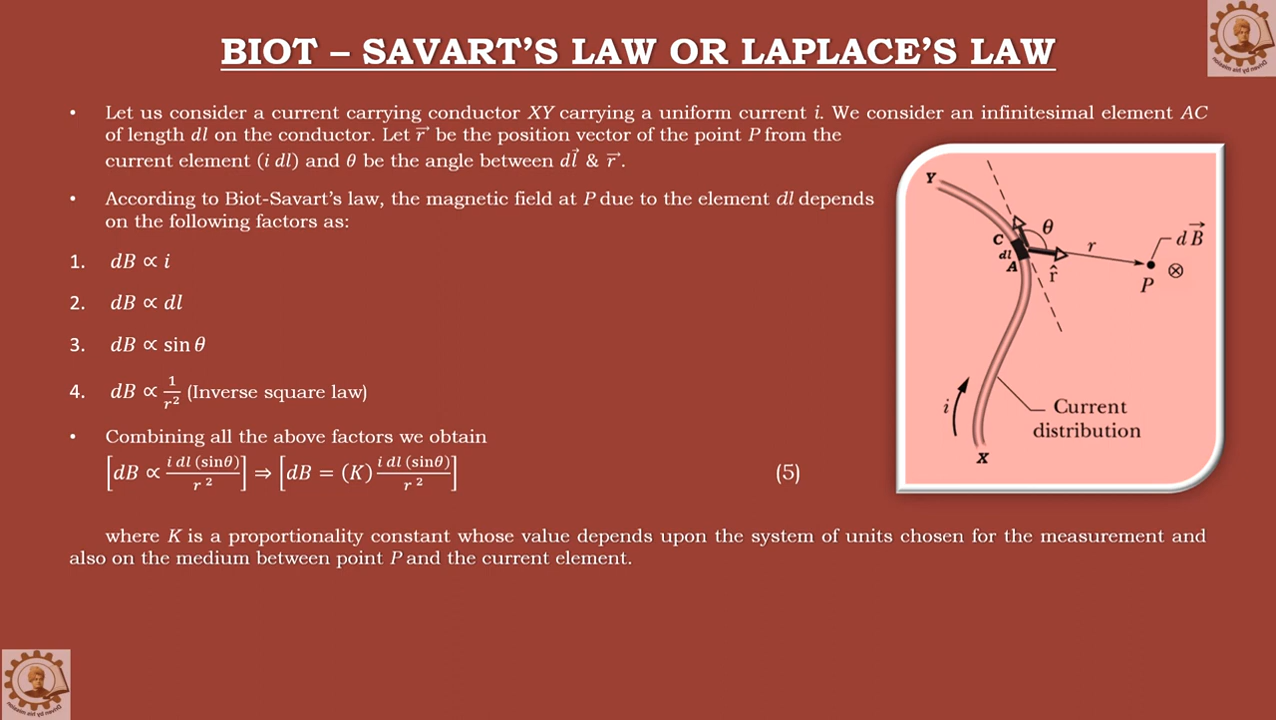 BIOT – SAVART'S LAW OR LAPLACE'S LAW
• Let us consider a current carrying conductor XY carrying a uniform current i. We consider an infinitesimal element AC
of length dl on the conductor. Let r⃗ be the position vector of the point P from the
current element (i dl) and θ be the angle between dl⃗ & r⃗.
• According to Biot-Savart's law, the magnetic field at P due to the element dl depends
on the following factors as:
1. dB ∝ i
2. dB ∝ dl
3. dB ∝ sin θ
4. dB ∝ 1/r² (Inverse square law)
• Combining all the above factors we obtain
[dB ∝ i dl (sinθ)/r²] ⇒ [dB = (K) i dl (sinθ)/r²] (5)
where K is a proportionality constant whose value depends upon the system of units chosen for the measurement and
also on the medium between point P and the current element.
Y
θ
C
dl
A
r
r̂
dB⃗
P
i
Current
distribution
X